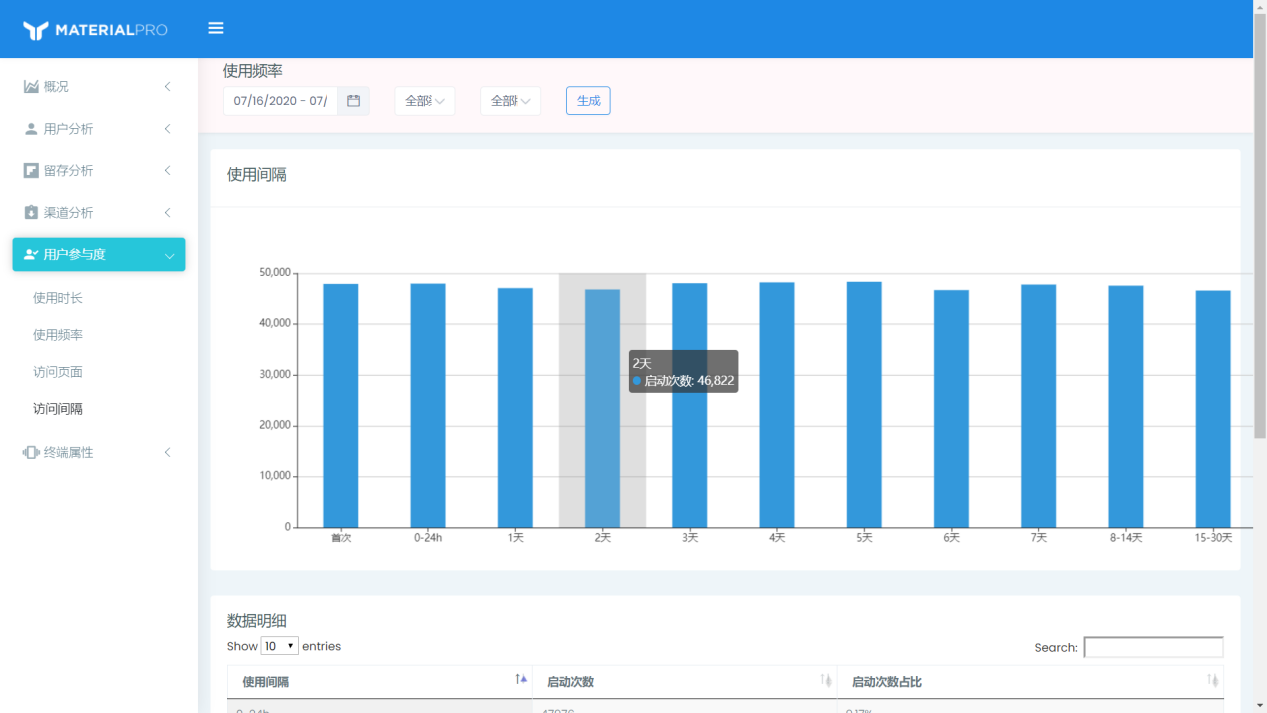 MATERIALPRO
概况
用户分析
留存分析
渠道分析
用户参与度
使用时长
使用频率
访问页面
访问间隔
终端属性
使用频率
07/16/2020 - 07/
全部 全部
生成
使用间隔
50,000
40,000
30,000
20,000
10,000
0
2天
启动次数: 46,822
首次 0-24h 1天 2天 3天 4天 5天 6天 7天 8-14天 15-30天
数据明细
Show 10 entries
Search:
使用间隔 启动次数 启动次数占比